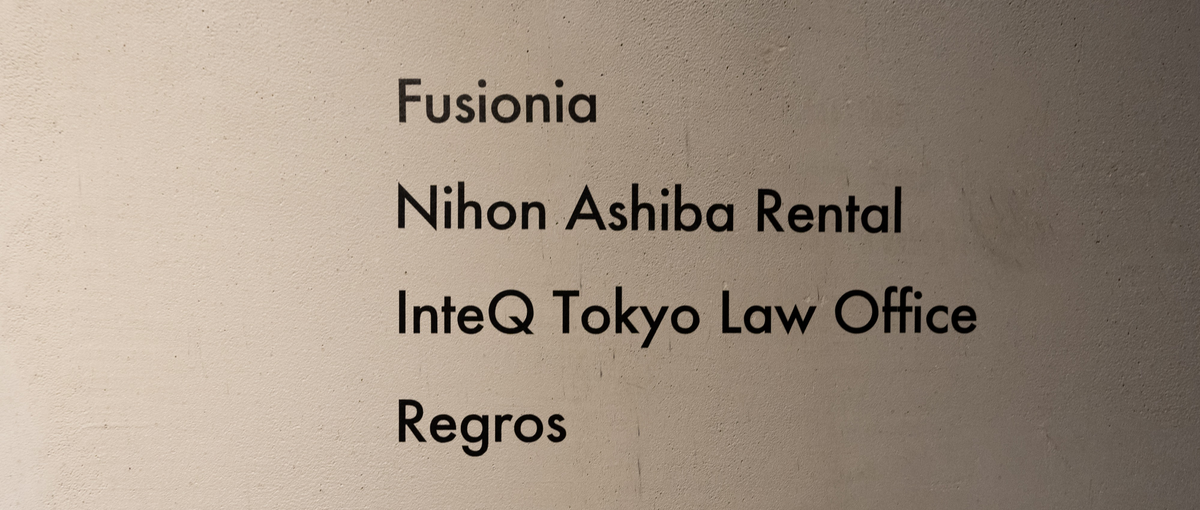 Fusionia
Nihon Ashiba Rental
InteQ Tokyo Law Office
Regros